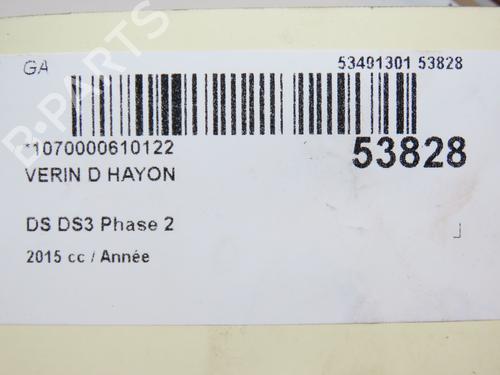 GA
53491301 53828
*1070000610122
53828
VERIN D HAYON
DS DS3 Phase 2
2015 cc / Année
B-PARTS